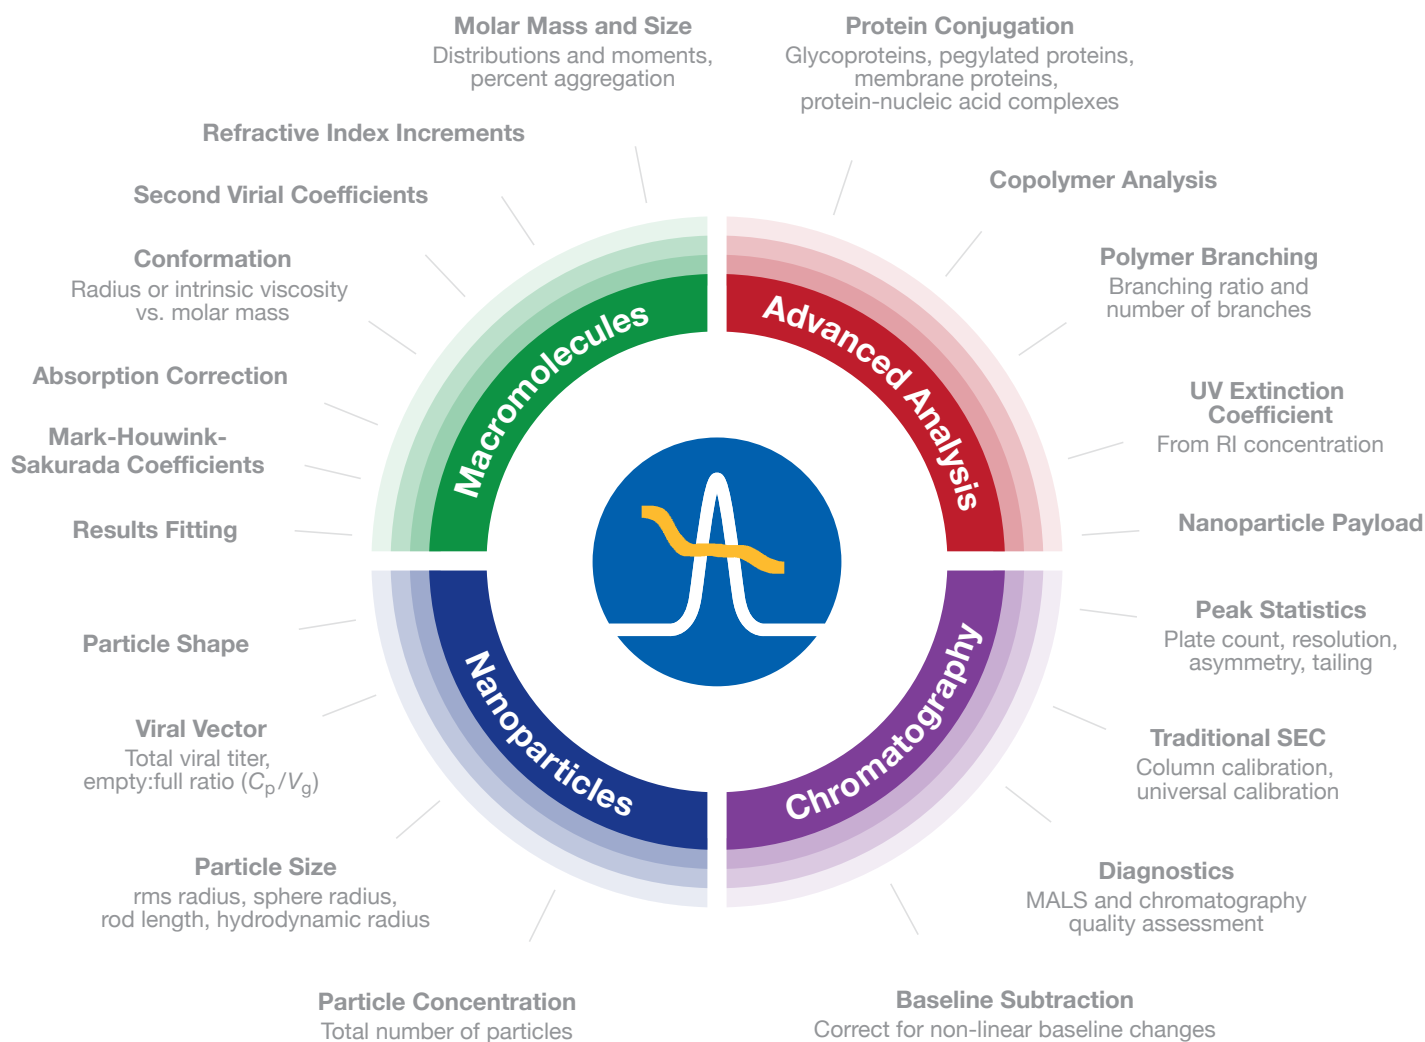 Molar Mass and Size
Distributions and moments,
percent aggregation
Refractive Index Increments
Second Virial Coefficients
Conformation
Radius or intrinsic viscosity
vs. molar mass
Absorption Correction
Mark-Houwink-
Sakurada Coefficients
Results Fitting
Macromolecules
Protein Conjugation
Glycoproteins, pegylated proteins,
membrane proteins,
protein-nucleic acid complexes
Copolymer Analysis
Polymer Branching
Branching ratio and
number of branches
UV Extinction
Coefficient
From RI concentration
Nanoparticle Payload
Advanced Analysis
Particle Shape
Viral Vector
Total viral titer,
empty:full ratio (Cp/Vg)
Particle Size
rms radius, sphere radius,
rod length, hydrodynamic radius
Particle Concentration
Total number of particles
Nanoparticles
Peak Statistics
Plate count, resolution,
asymmetry, tailing
Traditional SEC
Column calibration,
universal calibration
Diagnostics
MALS and chromatography
quality assessment
Baseline Subtraction
Correct for non-linear baseline changes
Chromatography